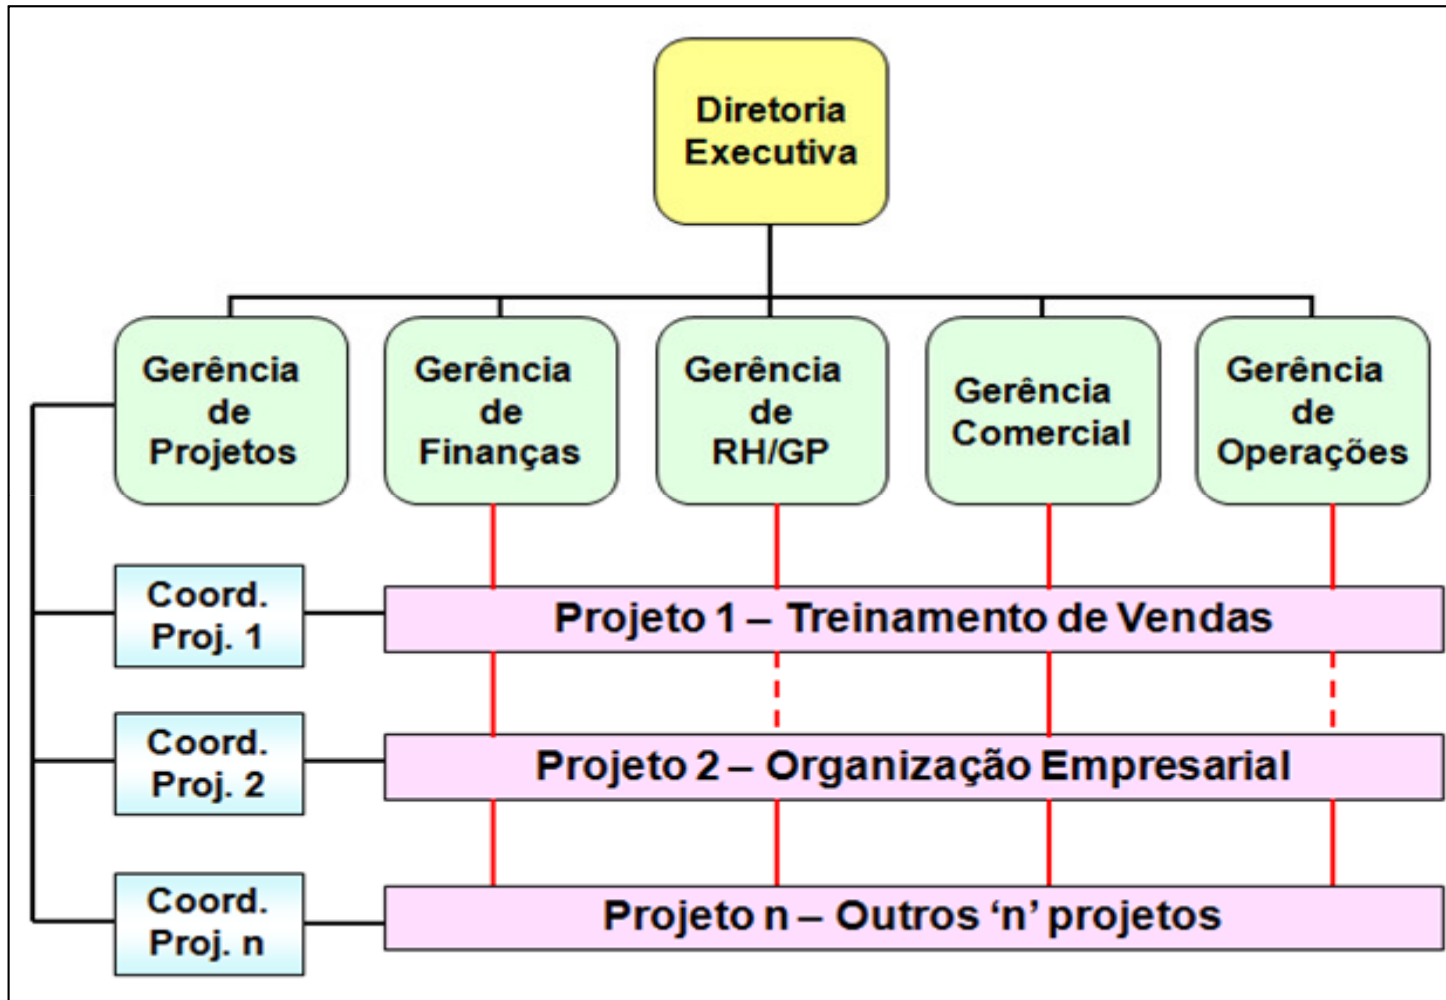 Diretoria
Executiva
Gerência
de
Projetos
Gerência
de
Finanças
Gerência
de
RH/GP
Gerência
Comercial
Gerência
de
Operações
Coord.
Proj. 1
Projeto 1 – Treinamento de Vendas
Coord.
Proj. 2
Projeto 2 – Organização Empresarial
Coord.
Proj. n
Projeto n – Outros ‘n’ projetos